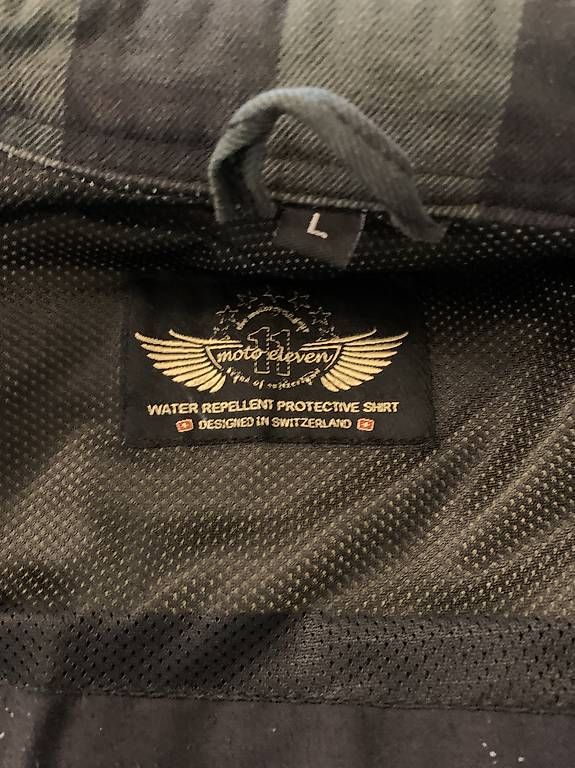 L
11
moto eleven
WATER REPELLENT PROTECTIVE SHIRT
DESIGNED IN SWITZERLAND